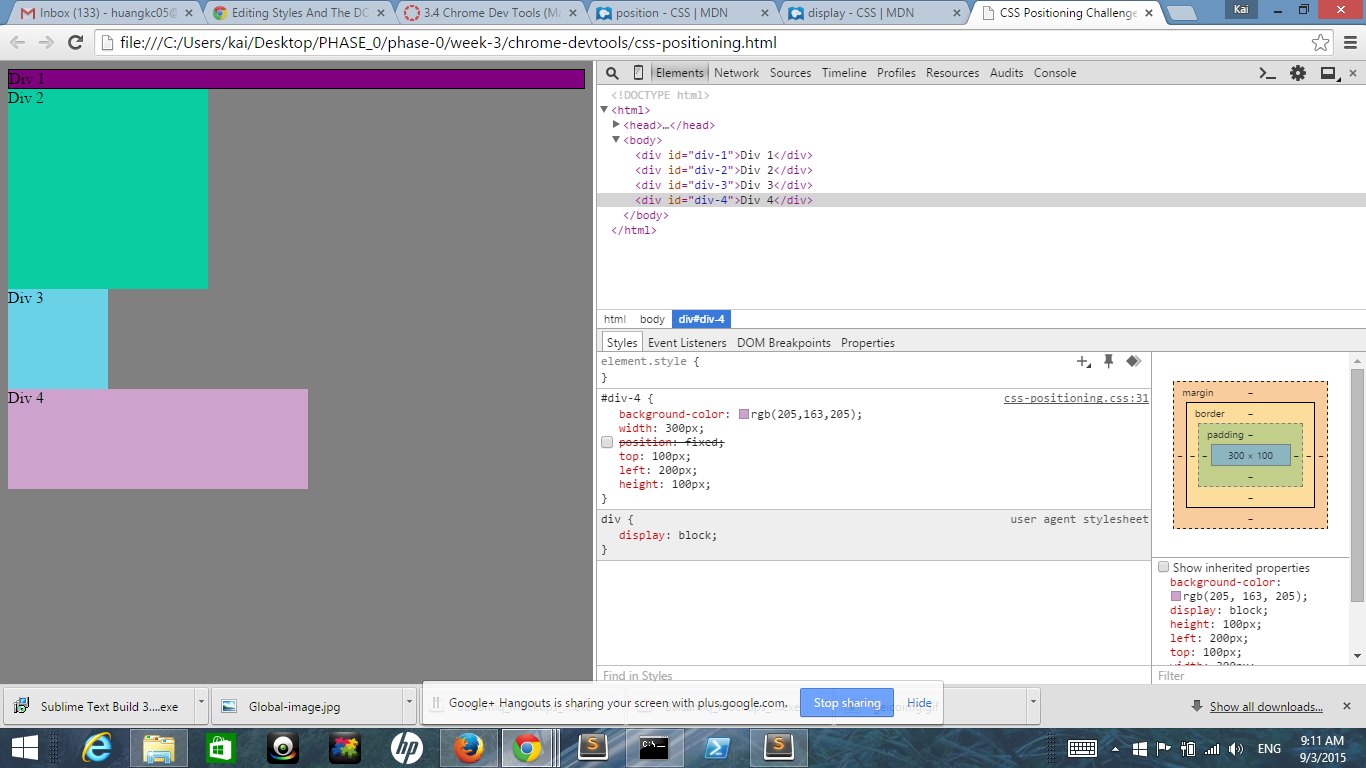 Inbox (133) - huangkc05@
Editing Styles And The DO
3.4 Chrome Dev Tools (Ma
position - CSS | MDN
display - CSS | MDN
CSS Positioning Challenge
Kai
file:///C:/Users/kai/Desktop/PHASE_0/phase-0/week-3/chrome-devtools/css-positioning.html
Div 1
Div 2
Div 3
Div 4
Elements Network Sources Timeline Profiles Resources Audits Console
<!DOCTYPE html>
<html>
<head>…</head>
<body>
<div id="div-1">Div 1</div>
<div id="div-2">Div 2</div>
<div id="div-3">Div 3</div>
<div id="div-4">Div 4</div>
</body>
</html>
html body div#div-4
Styles Event Listeners DOM Breakpoints Properties
element.style {
}
#div-4 { css-positioning.css:31
background-color: rgb(205,163,205);
width: 300px;
position: fixed;
top: 100px;
left: 200px;
height: 100px;
}
div { user agent stylesheet
display: block;
}
Find in Styles
margin –
border –
padding –
– – – 300 × 100 – – –
–
–
–
Show inherited properties
background-color:
rgb(205, 163, 205);
display: block;
height: 100px;
left: 200px;
top: 100px;
width: 300px;
Filter
Sublime Text Build 3....exe
Global-image.jpg
Google+ Hangouts is sharing your screen with plus.google.com.
Stop sharing
Hide
Show all downloads...
ENG
9:11 AM
9/3/2015